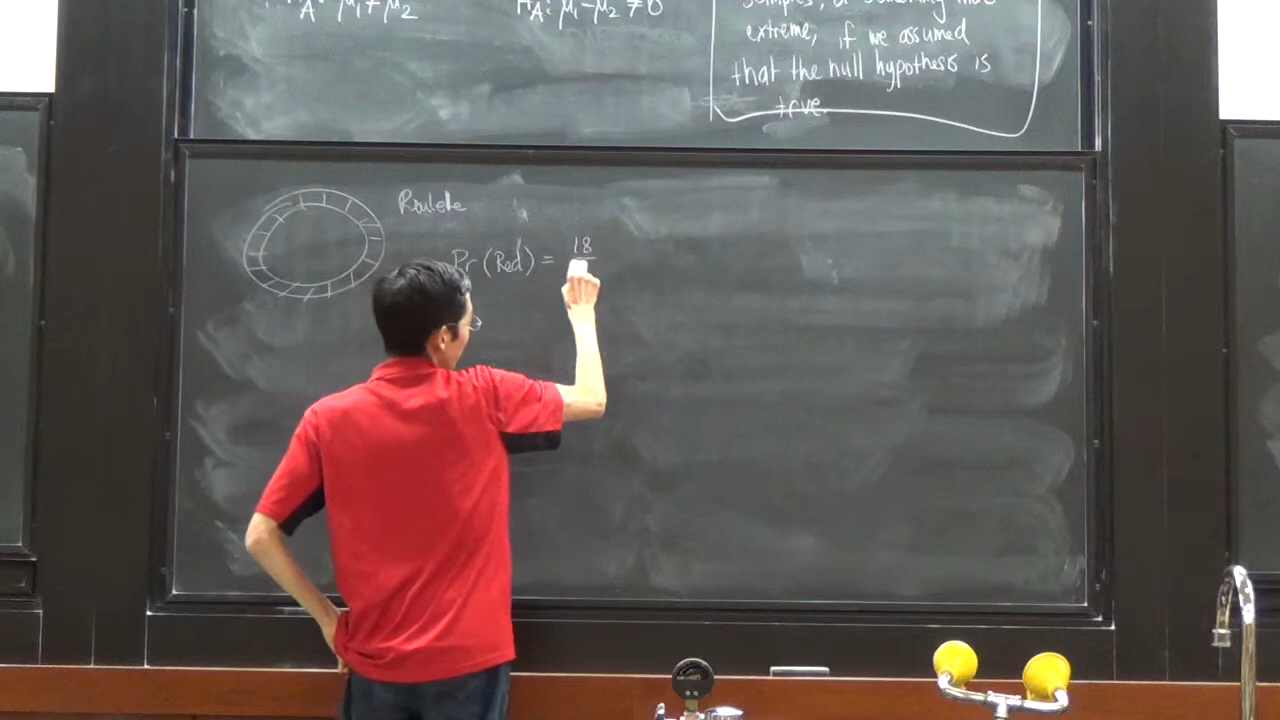 H_A: μ₁ ≠ μ₂
H_A: μ₁-μ₂ ≠ 0
extreme, if we assumed
that the null hypothesis is
true.
Roulette
Pr (Red) = 18